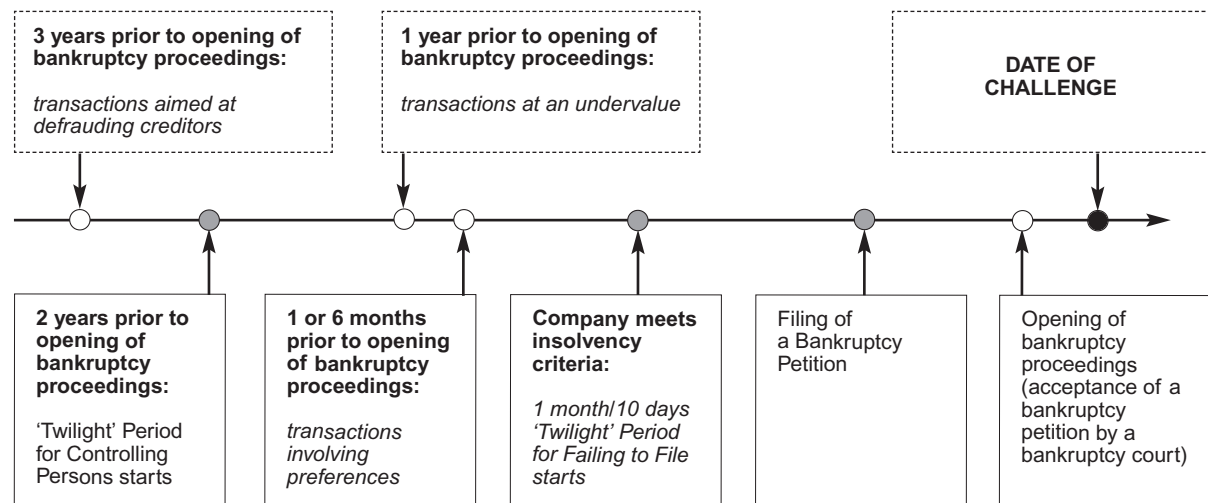 3 years prior to opening of
bankruptcy proceedings:
transactions aimed at
defrauding creditors
1 year prior to opening of
bankruptcy proceedings:
transactions at an undervalue
DATE OF
CHALLENGE
2 years prior to
opening of
bankruptcy
proceedings:
‘Twilight’ Period
for Controlling
Persons starts
1 or 6 months
prior to opening
of bankruptcy
proceedings:
transactions
involving
preferences
Company meets
insolvency
criteria:
1 month/10 days
‘Twilight’ Period
for Failing to File
starts
Filing of
a Bankruptcy
Petition
Opening of
bankruptcy
proceedings
(acceptance of a
bankruptcy
petition by a
bankruptcy court)